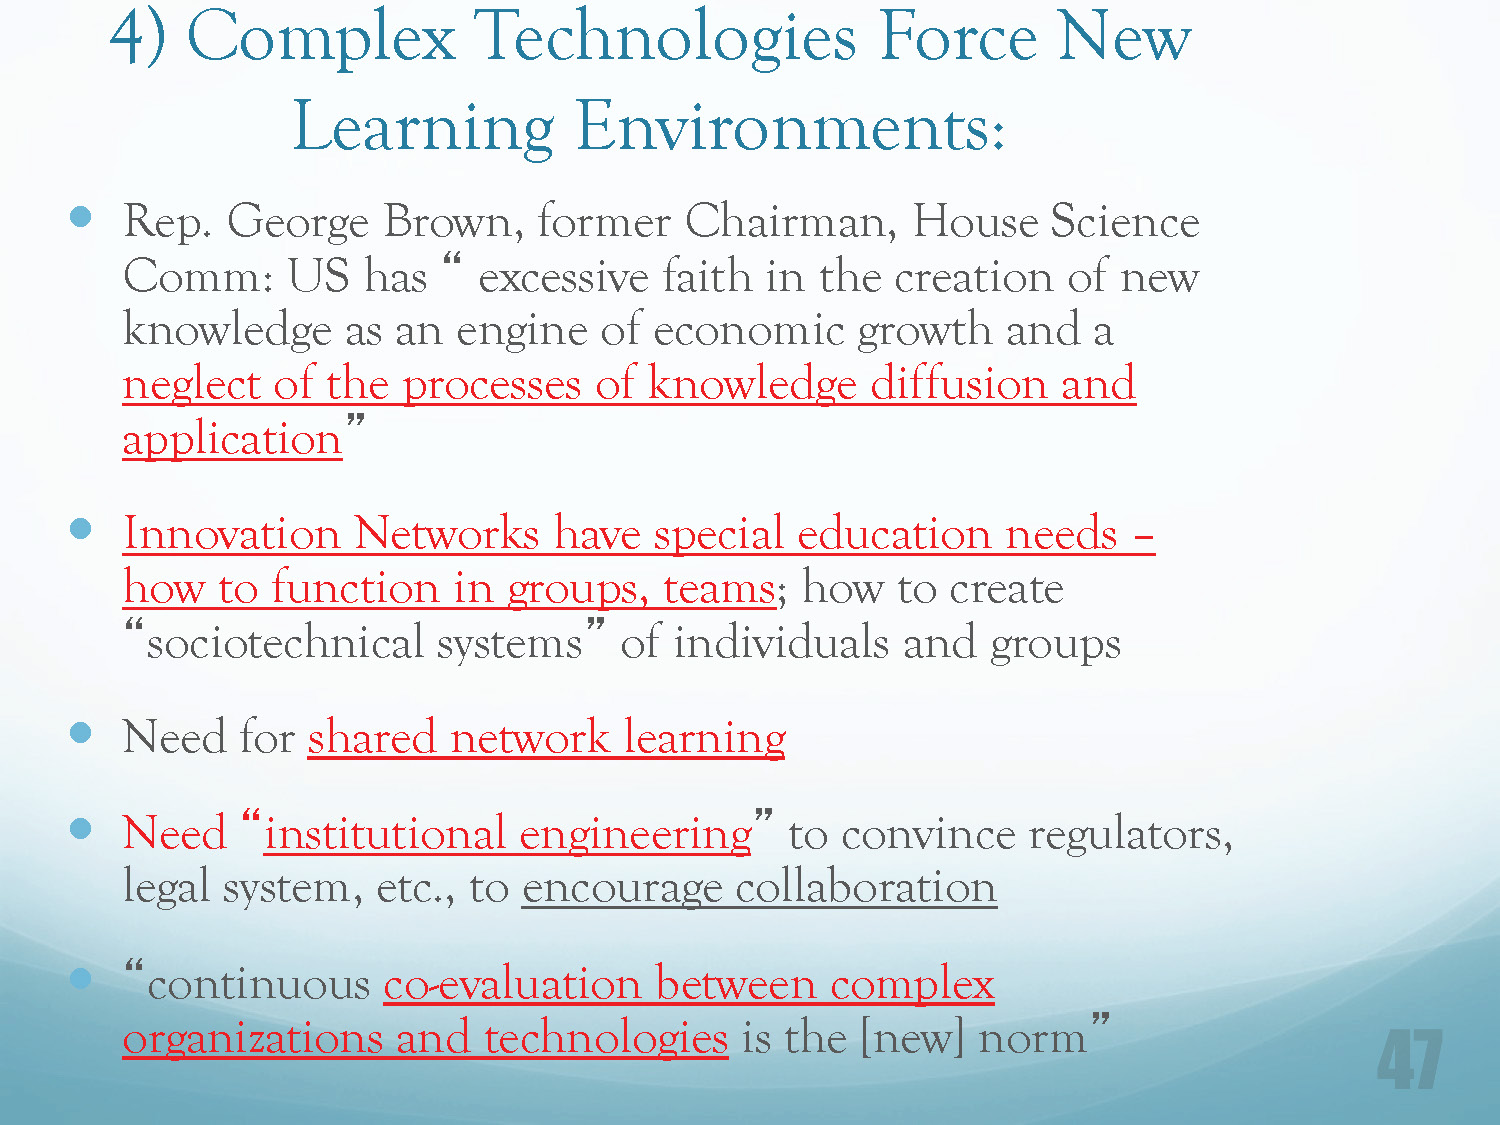 4) Complex Technologies Force New
Learning Environments:
• Rep. George Brown, former Chairman, House Science
Comm: US has “ excessive faith in the creation of new
knowledge as an engine of economic growth and a
neglect of the processes of knowledge diffusion and
application”
• Innovation Networks have special education needs –
how to function in groups, teams; how to create
“sociotechnical systems” of individuals and groups
• Need for shared network learning
• Need “institutional engineering” to convince regulators,
legal system, etc., to encourage collaboration
• “continuous co-evaluation between complex
organizations and technologies is the [new] norm”
47